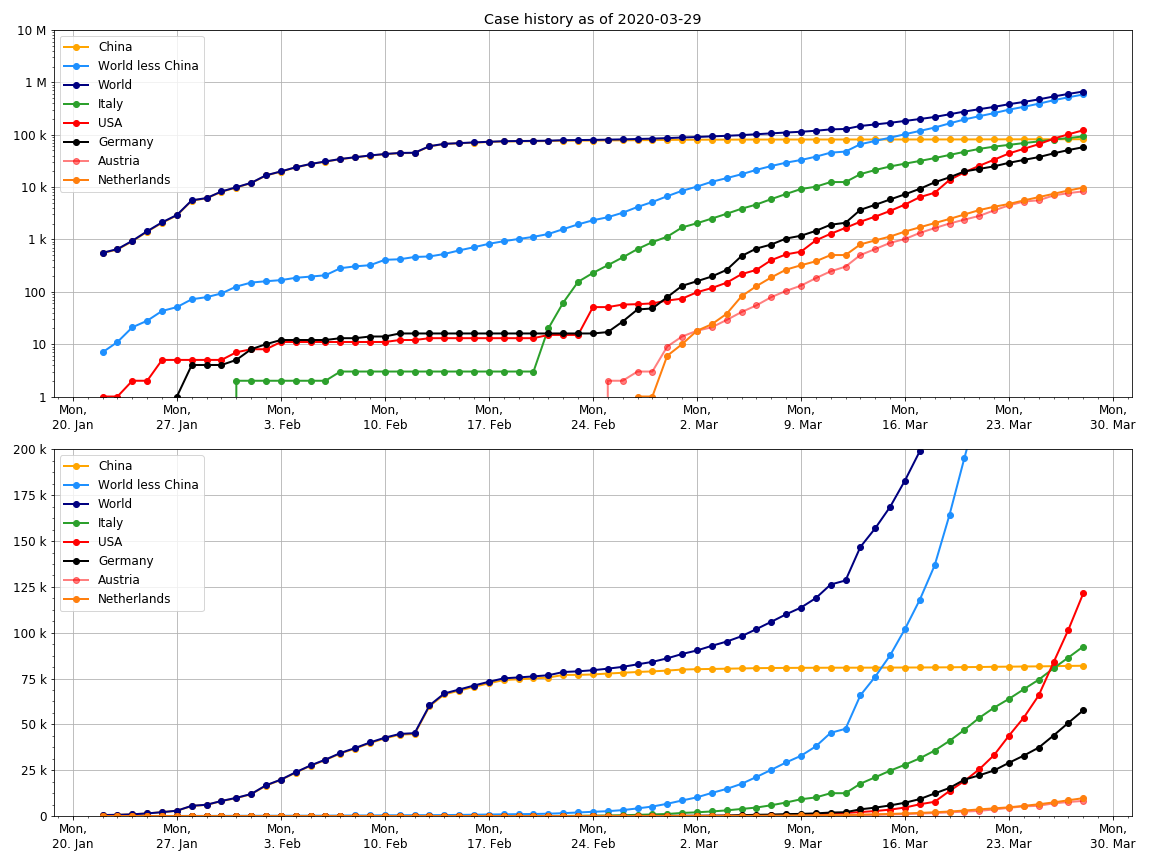 Case history as of 2020-03-29
10 M
1 M
100 k
10 k
1 k
100
10
1
China
World less China
World
Italy
USA
Germany
Austria
Netherlands
Mon, Mon, Mon, Mon, Mon, Mon, Mon, Mon, Mon, Mon, Mon,
20. Jan 27. Jan 3. Feb 10. Feb 17. Feb 24. Feb 2. Mar 9. Mar 16. Mar 23. Mar 30. Mar
200 k
175 k
150 k
125 k
100 k
75 k
50 k
25 k
0
China
World less China
World
Italy
USA
Germany
Austria
Netherlands
Mon, Mon, Mon, Mon, Mon, Mon, Mon, Mon, Mon, Mon, Mon,
20. Jan 27. Jan 3. Feb 10. Feb 17. Feb 24. Feb 2. Mar 9. Mar 16. Mar 23. Mar 30. Mar